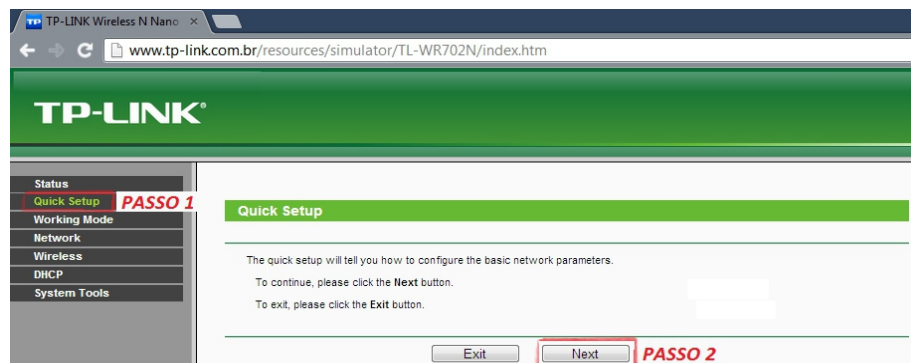 TP-LINK Wireless N Nano
www.tp-link.com.br/resources/simulator/TL-WR702N/index.htm
TP-LINK®
Status
Quick Setup PASSO 1
Working Mode
Network
Wireless
DHCP
System Tools
Quick Setup
The quick setup will tell you how to configure the basic network parameters.
To continue, please click the Next button.
To exit, please click the Exit button.
Exit Next PASSO 2